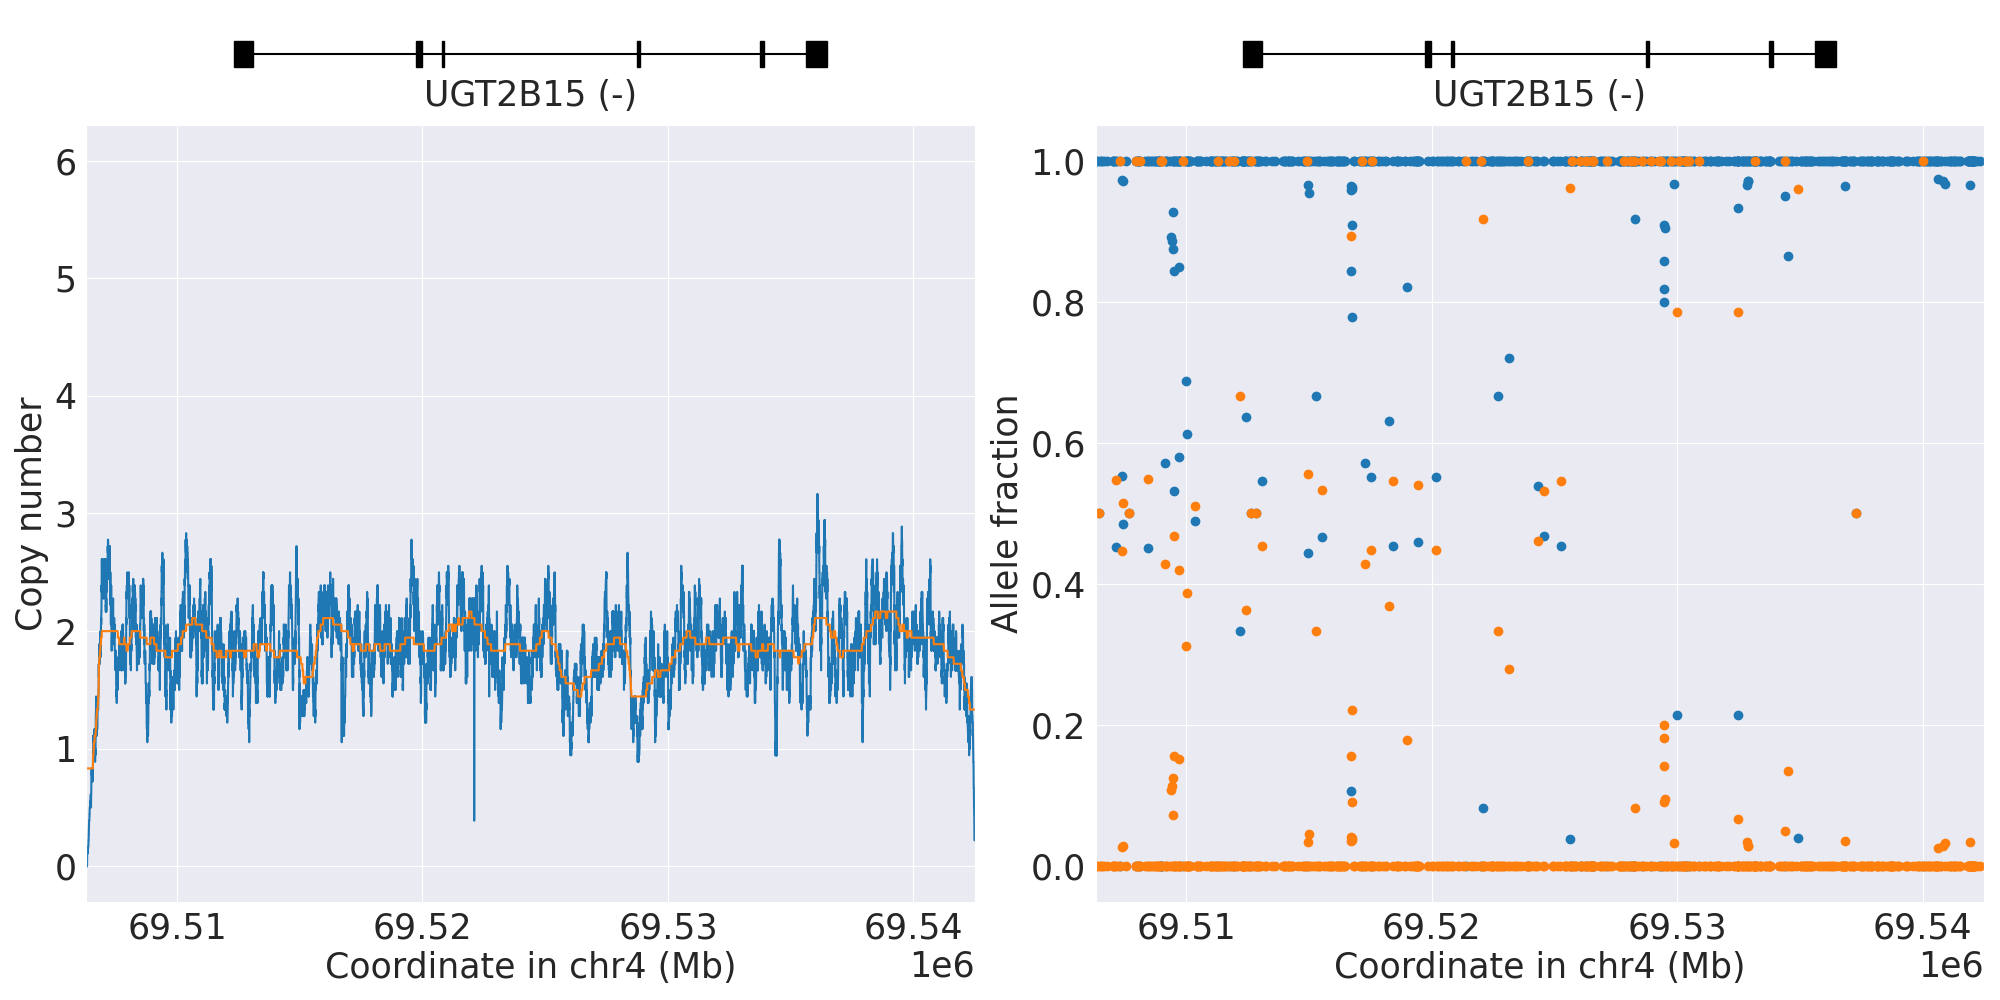 UGT2B15 (-)
Copy number
6
5
4
3
2
1
0
69.51 69.52 69.53 69.54
Coordinate in chr4 (Mb)
1e6
UGT2B15 (-)
Allele fraction
1.0
0.8
0.6
0.4
0.2
0.0
69.51 69.52 69.53 69.54
Coordinate in chr4 (Mb)
1e6